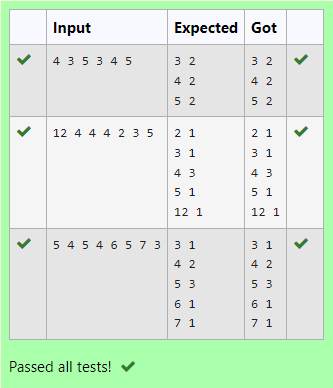 Input Expected Got
4 3 5 3 4 5 3 2 3 2
4 2 4 2
5 2 5 2
12 4 4 4 2 3 5 2 1 2 1
3 1 3 1
4 3 4 3
5 1 5 1
12 1 12 1
5 4 5 4 6 5 7 3 3 1 3 1
4 2 4 2
5 3 5 3
6 1 6 1
7 1 7 1
Passed all tests!